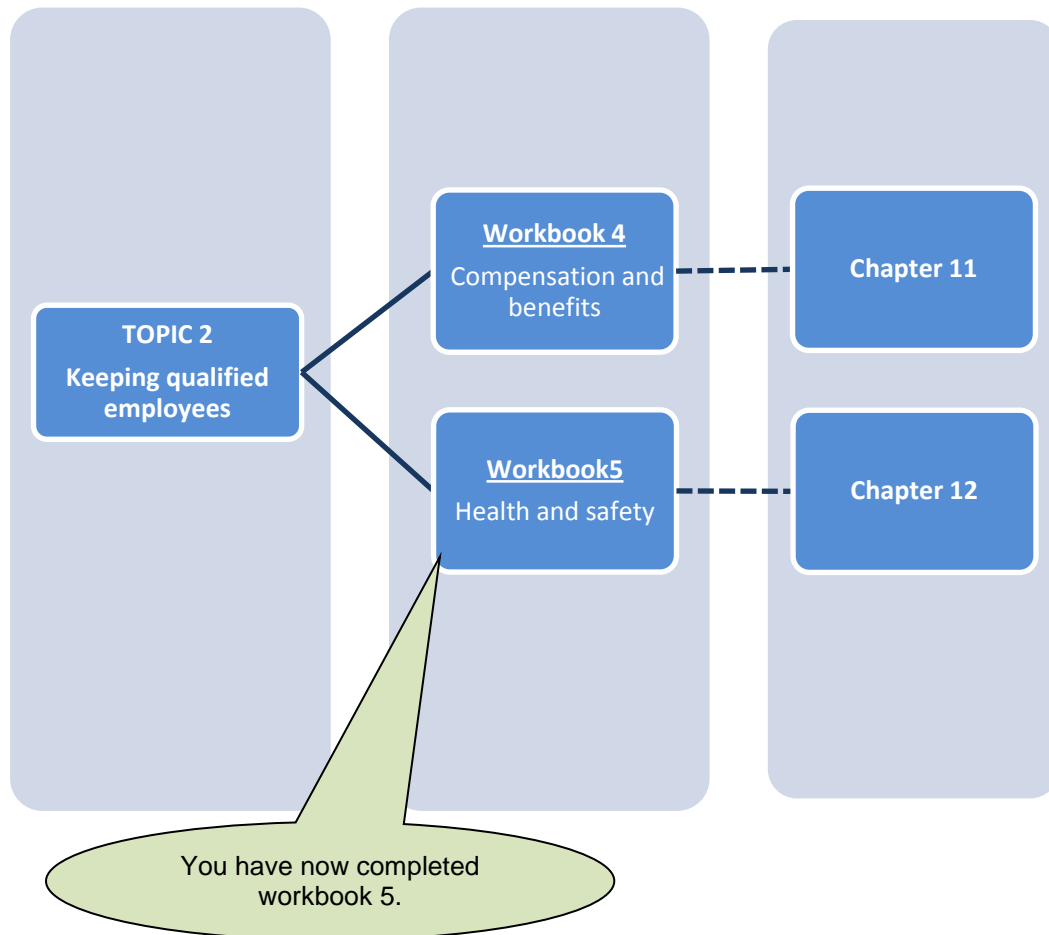 TOPIC 2
Keeping qualified
employees
Workbook 4
Compensation and
benefits
Chapter 11
Workbook5
Health and safety
Chapter 12
You have now completed
workbook 5.